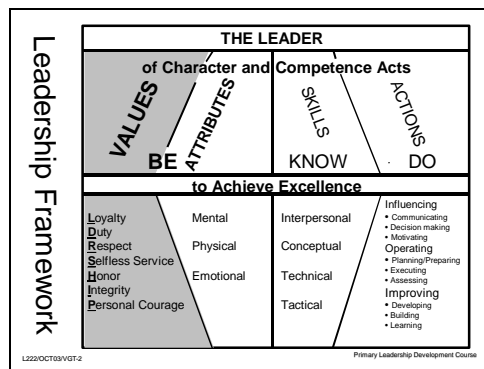 Leadership Framework
THE LEADER
of Character and Competence Acts
VALUES
ATTRIBUTES
SKILLS
ACTIONS
BE
KNOW
DO
to Achieve Excellence
Loyalty
Duty
Respect
Selfless Service
Honor
Integrity
Personal Courage
Mental
Physical
Emotional
Interpersonal
Conceptual
Technical
Tactical
Influencing
• Communicating
• Decision making
• Motivating
Operating
• Planning/Preparing
• Executing
• Assessing
Improving
• Developing
• Building
• Learning
L222/OCT03/VGT-2
Primary Leadership Development Course